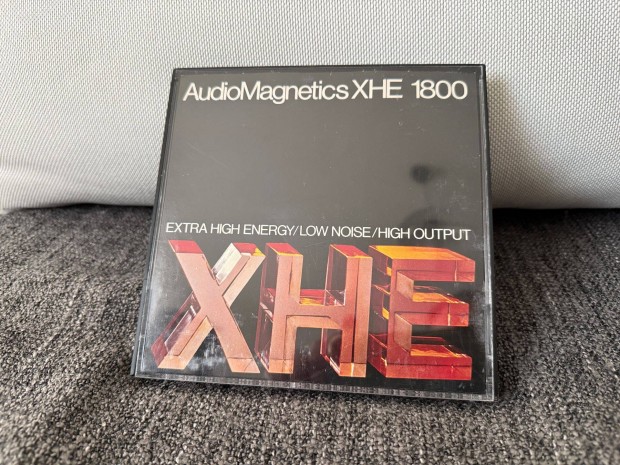 AudioMagnetics XHE 1800
EXTRA HIGH ENERGY/LOW NOISE/HIGH OUTPUT
XHE